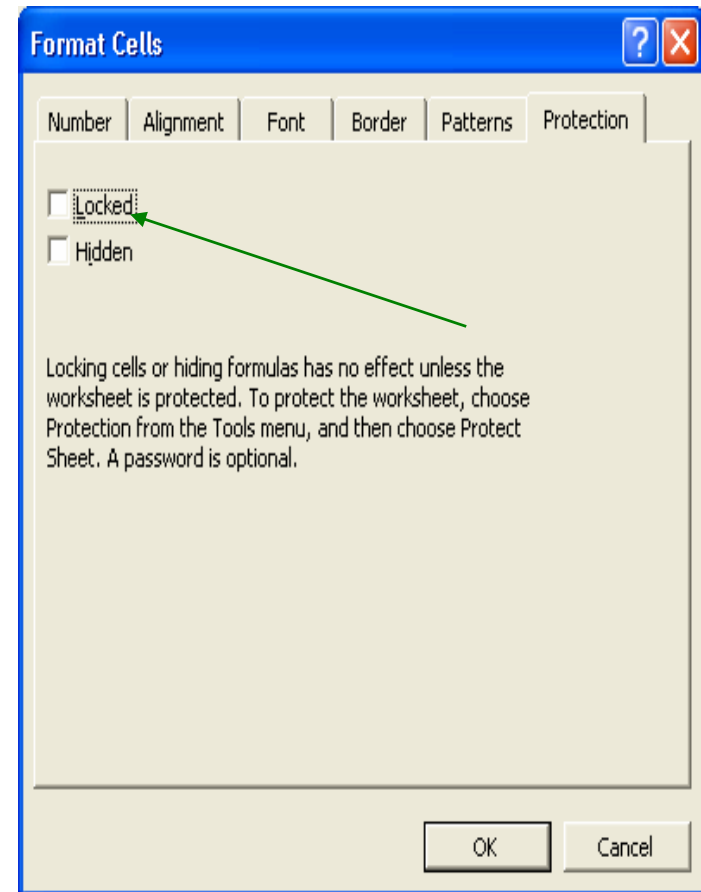 Format Cells
Number Alignment Font Border Patterns Protection
Locked
Hidden
Locking cells or hiding formulas has no effect unless the
worksheet is protected. To protect the worksheet, choose
Protection from the Tools menu, and then choose Protect
Sheet. A password is optional.
OK Cancel